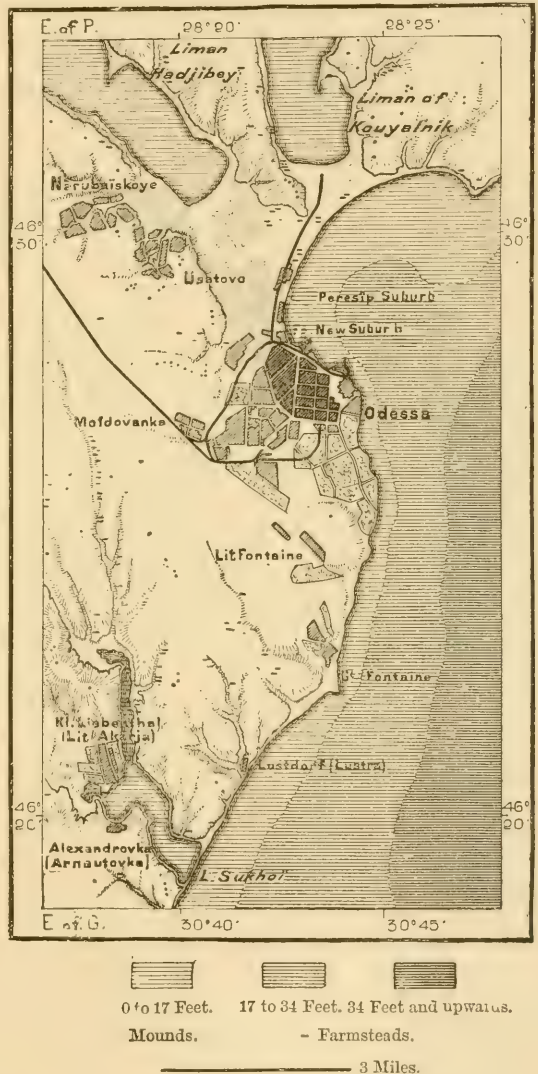 E. of P. 28°20' 28°25'
Liman
Hadjibey
Liman of
Kouyalnik
Nerubaiskoye
46°
30'
46°
30'
Usatovo
Peresip Suburb
New Suburb
Moldovanka
Odessa
Lit Fontaine
Gt Fontaine
Kl. Liebenthal
(Lit Akarja)
Lustdorf (Lustra)
46°
20'
46°
20'
Alexandrovka
(Arnautovka)
L. Sukhoi
E. of. G. 30°40' 30°45'
0 to 17 Feet. 17 to 34 Feet. 34 Feet and upwards.
Mounds. - Farmsteads.
3 Miles.